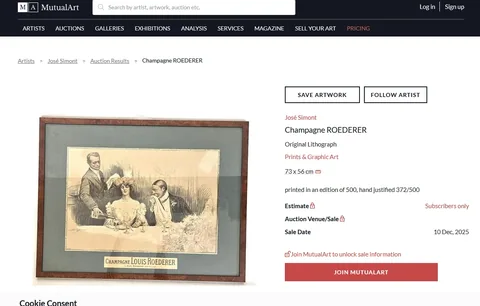 MA MutualArt
Search by artist, artwork, auction etc.
Log in Sign up
ARTISTS AUCTIONS GALLERIES EXHIBITIONS ANALYSIS SERVICES MAGAZINE SELL YOUR ART PRICING
Artists » José Simont » Auction Results » Champagne ROEDERER
SAVE ARTWORK FOLLOW ARTIST
José Simont
Champagne ROEDERER
Original Lithograph
Prints & Graphic Art
73 x 56 cm
printed in an edition of 500, hand justified 372/500
Estimate Subscribers only
Auction Venue/Sale
Sale Date 10 Dec, 2025
Join MutualArt to unlock sale information
JOIN MUTUALART
CHAMPAGNE LOUIS ROEDERER
Cookie Consent